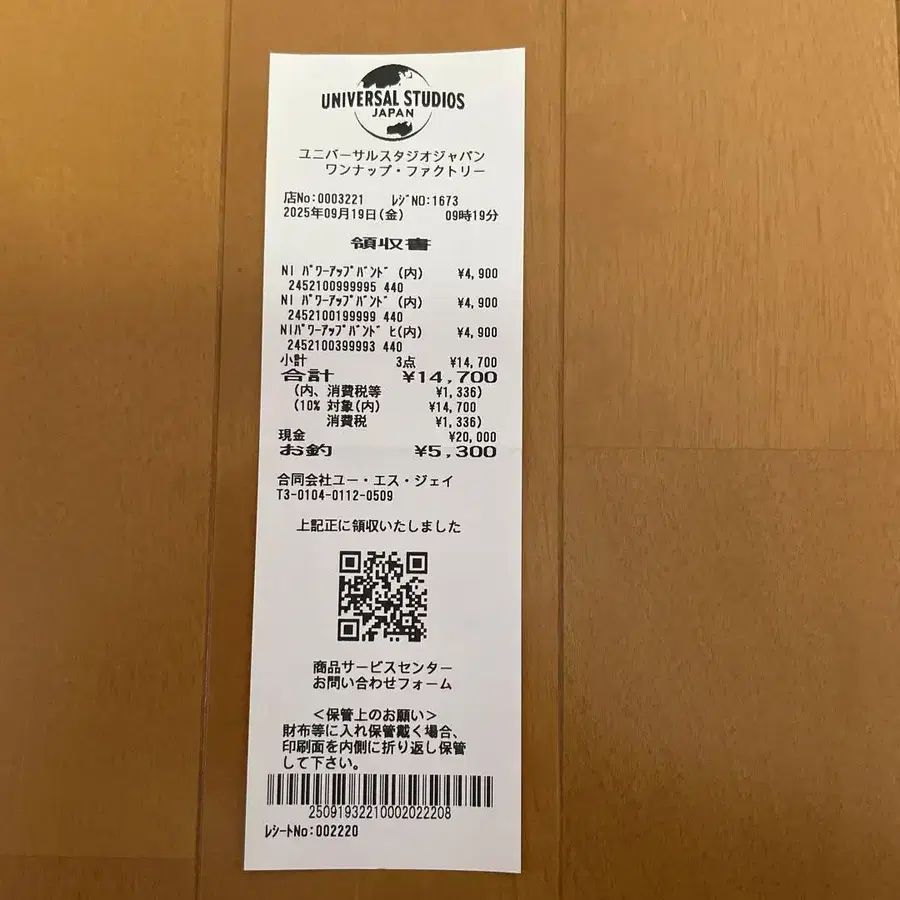 UNIVERSAL STUDIOS
JAPAN
ユニバーサルスタジオジャパン
ワンナップ・ファクトリー
店No:0003221 レジNO:1673
2025年09月19日(金) 09時19分
領収書
NI パワーアップバンド (内) ¥4,900
2452100999995 440
NI パワーアップバンド (内) ¥4,900
2452100199999 440
NIパワーアップバンド ヒ(内) ¥4,900
2452100399993 440
小計 3点 ¥14,700
合計 ¥14,700
(内、消費税等 ¥1,336)
(10% 対象(内) ¥14,700
消費税 ¥1,336)
現金 ¥20,000
お釣 ¥5,300
合同会社ユー・エス・ジェイ
T3-0104-0112-0509
上記正に領収いたしました
商品サービスセンター
お問い合わせフォーム
<保管上のお願い>
財布等に入れ保管戴く場合、
印刷面を内側に折り返し保管
して下さい。
25091932210002022208
レシートNo:002220